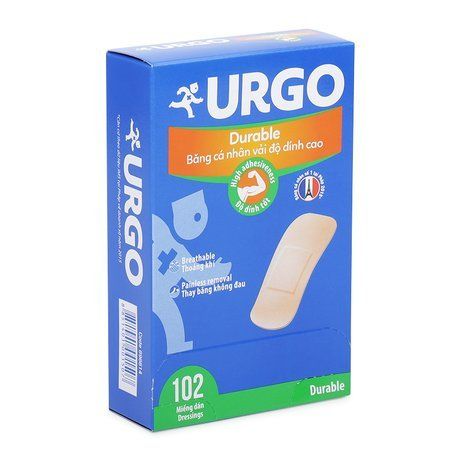 URGO
Durable
Băng cá nhân vải độ dính cao
High adhesiveness
Độ dính tốt
Breathable
Thoáng khí
Painless removal
Thay băng không đau
102
Miếng dán
Dressings
Durable
URGO